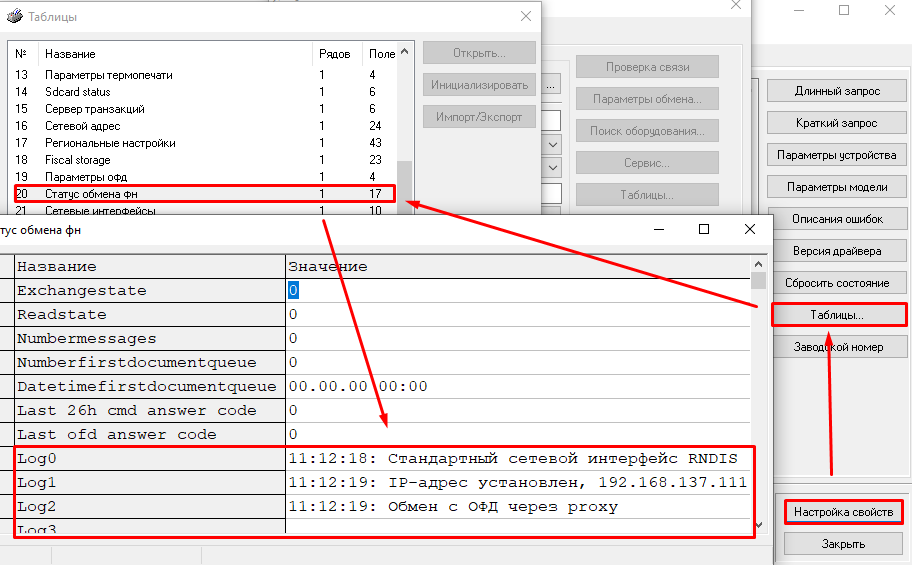 Таблицы
№ Название Рядов Поле
13 Параметры термопечати 1 4
14 Sdcard status 1 6
15 Сервер транзакций 1 6
16 Сетевой адрес 1 24
17 Региональные настройки 1 43
18 Fiscal storage 1 23
19 Параметры офд 1 4
20 Статус обмена фн 1 17
21 Сетевые интерфейсы 1 10
Открыть...
Инициализировать
Импорт/Экспорт
...
Проверка связи
Параметры обмена...
Поиск оборудования...
Сервис...
Таблицы...
Длинный запрос
Краткий запрос
Параметры устройства
Параметры модели
Описания ошибок
Версия драйвера
Сбросить состояние
Таблицы...
Заводской номер
Настройка свойств
Закрыть
тус обмена фн
Название Значение
Exchangestate 0
Readstate 0
Numbermessages 0
Numberfirstdocumentqueue 0
Datetimefirstdocumentqueue 00.00.00 00:00
Last 26h cmd answer code 0
Last ofd answer code 0
Log0 11:12:18: Стандартный сетевой интерфейс RNDIS
Log1 11:12:19: IP-адрес установлен, 192.168.137.111
Log2 11:12:19: Обмен с ОФД через proxy
Log3